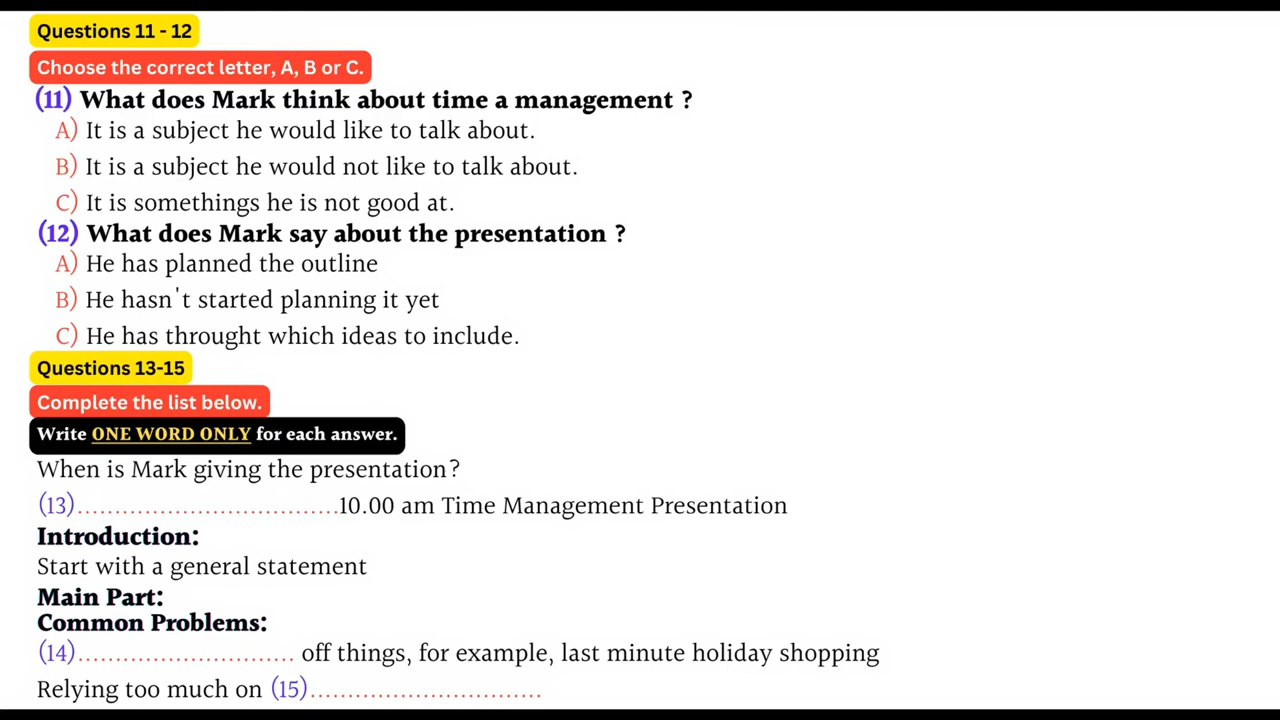 Questions 11 - 12
Choose the correct letter, A, B or C.
(11) What does Mark think about time a management ?
A) It is a subject he would like to talk about.
B) It is a subject he would not like to talk about.
C) It is somethings he is not good at.
(12) What does Mark say about the presentation ?
A) He has planned the outline
B) He hasn't started planning it yet
C) He has throught which ideas to include.
Questions 13-15
Complete the list below.
Write ONE WORD ONLY for each answer.
When is Mark giving the presentation?
(13)...................................10.00 am Time Management Presentation
Introduction:
Start with a general statement
Main Part:
Common Problems:
(14)............................. off things, for example, last minute holiday shopping
Relying too much on (15)...............................